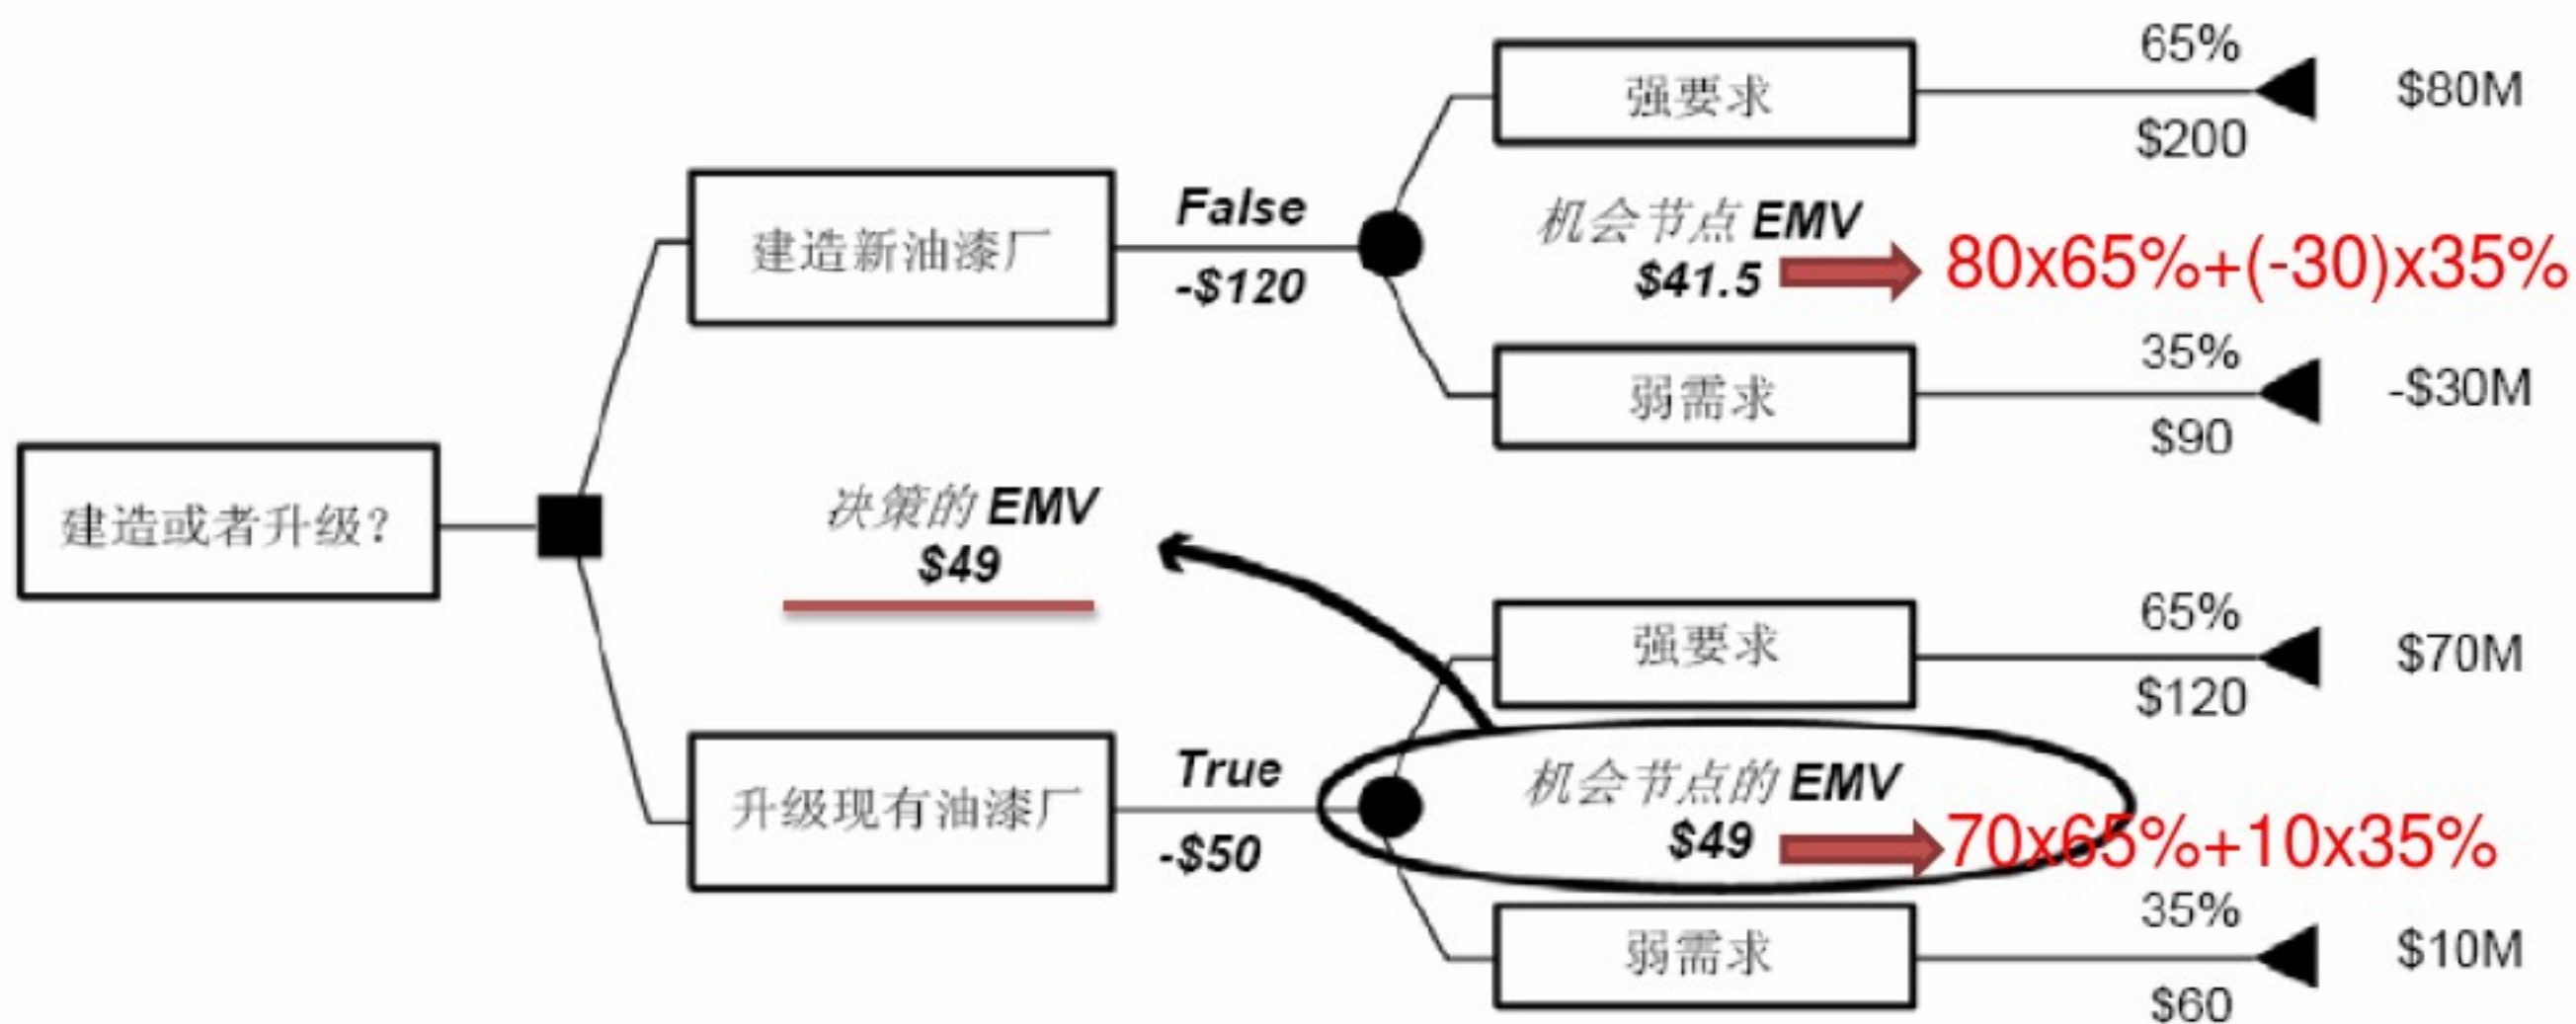 65%
强要求
$80M
$200
False
机会节点 EMV
建造新油漆厂
$41.5
80x65%+(-30)x35%
-$120
35%
弱需求
-$30M
$90
决策的 EMV
建造或者升级?
$49
65%
强要求
$70M
$120
True
机会节点的 EMV
升级现有油漆厂
$49
70x65%+10x35%
-$50
35%
弱需求
$10M
$60